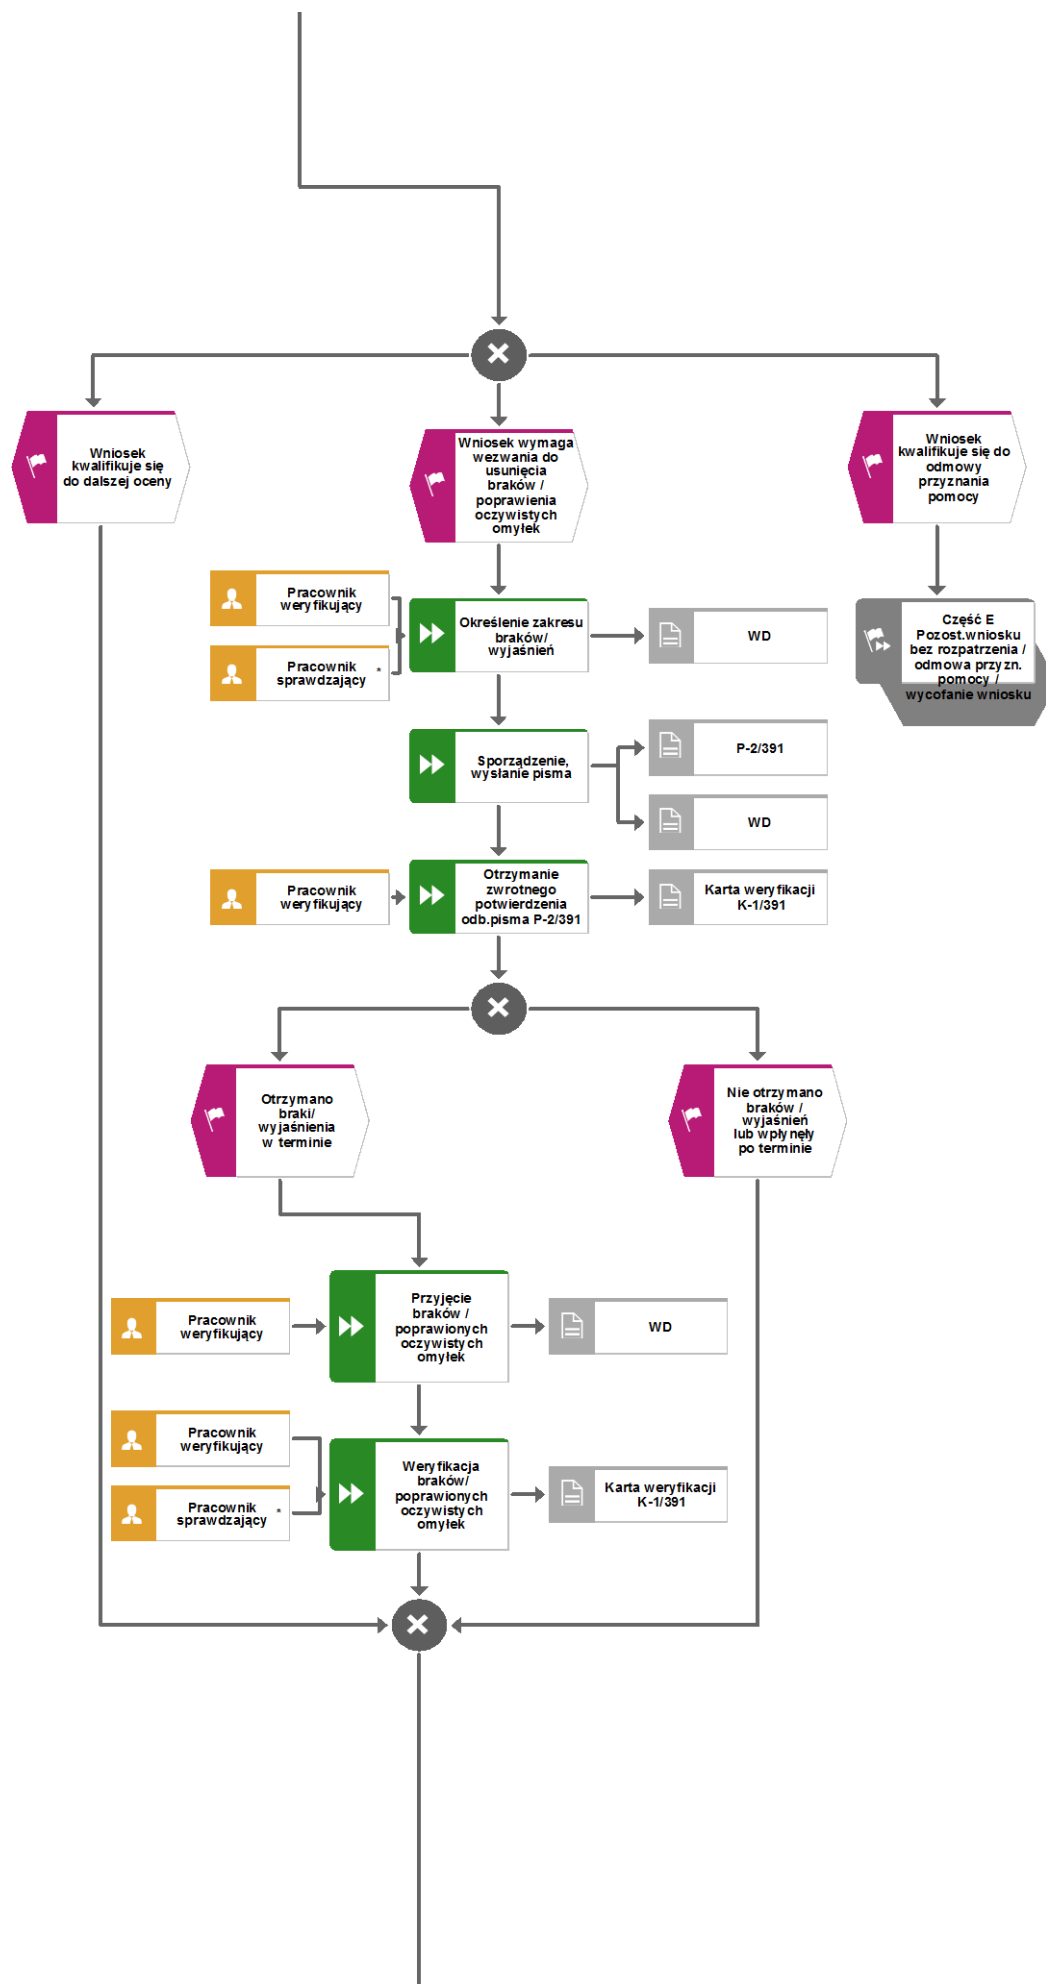 Wniosek
kwalifikuje się
do dalszej oceny
Wniosek wymaga
wezwania do
usunięcia
braków /
poprawienia
oczywistych
omyłek
Wniosek
kwalifikuje się do
odmowy
przyznania
pomocy
Pracownik
weryfikujący
Pracownik *
sprawdzający
Określenie zakresu
braków/
wyjaśnień
WD
Część E
Pozost.wniosku
bez rozpatrzenia /
odmowa przyzn.
pomocy /
wycofanie wniosku
Sporządzenie,
wysłanie pisma
P-2/391
WD
Pracownik
weryfikujący
Otrzymanie
zwrotnego
potwierdzenia
odb.pisma P-2/391
Karta weryfikacji
K-1/391
Otrzymano
braki/
wyjaśnienia
w terminie
Nie otrzymano
braków /
wyjaśnień
lub wpłynęły
po terminie
Pracownik
weryfikujący
Przyjęcie
braków /
poprawionych
oczywistych
omyłek
WD
Pracownik
weryfikujący
Pracownik *
sprawdzający
Weryfikacja
braków/
poprawionych
oczywistych
omyłek
Karta weryfikacji
K-1/391